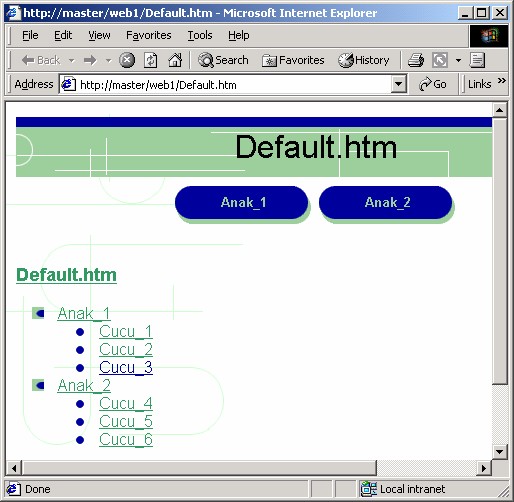 http://master/web1/Default.htm - Microsoft Internet Explorer
File Edit View Favorites Tools Help
Back Search Favorites History
Address http://master/web1/Default.htm Go Links »
Default.htm
Anak_1 Anak_2
Default.htm
Anak_1
Cucu_1
Cucu_2
Cucu_3
Anak_2
Cucu_4
Cucu_5
Cucu_6
Done Local intranet